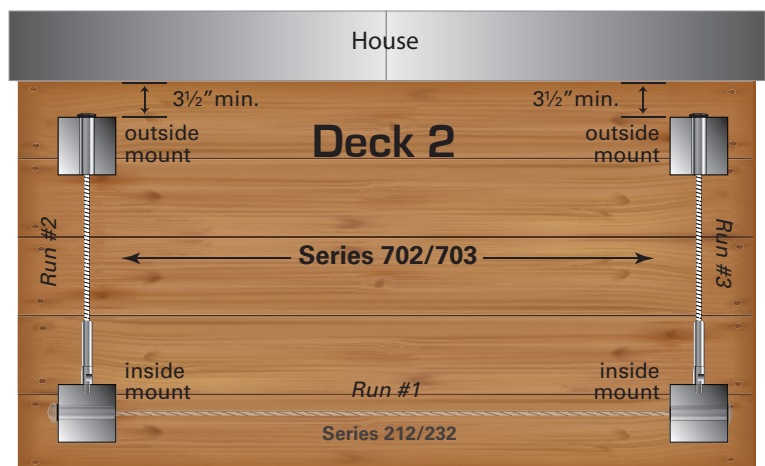 House
3½” min.
3½” min.
outside
mount
Deck 2
outside
mount
Run #2
Series 702/703
Run #3
inside
mount
Run #1
inside
mount
Series 212/232